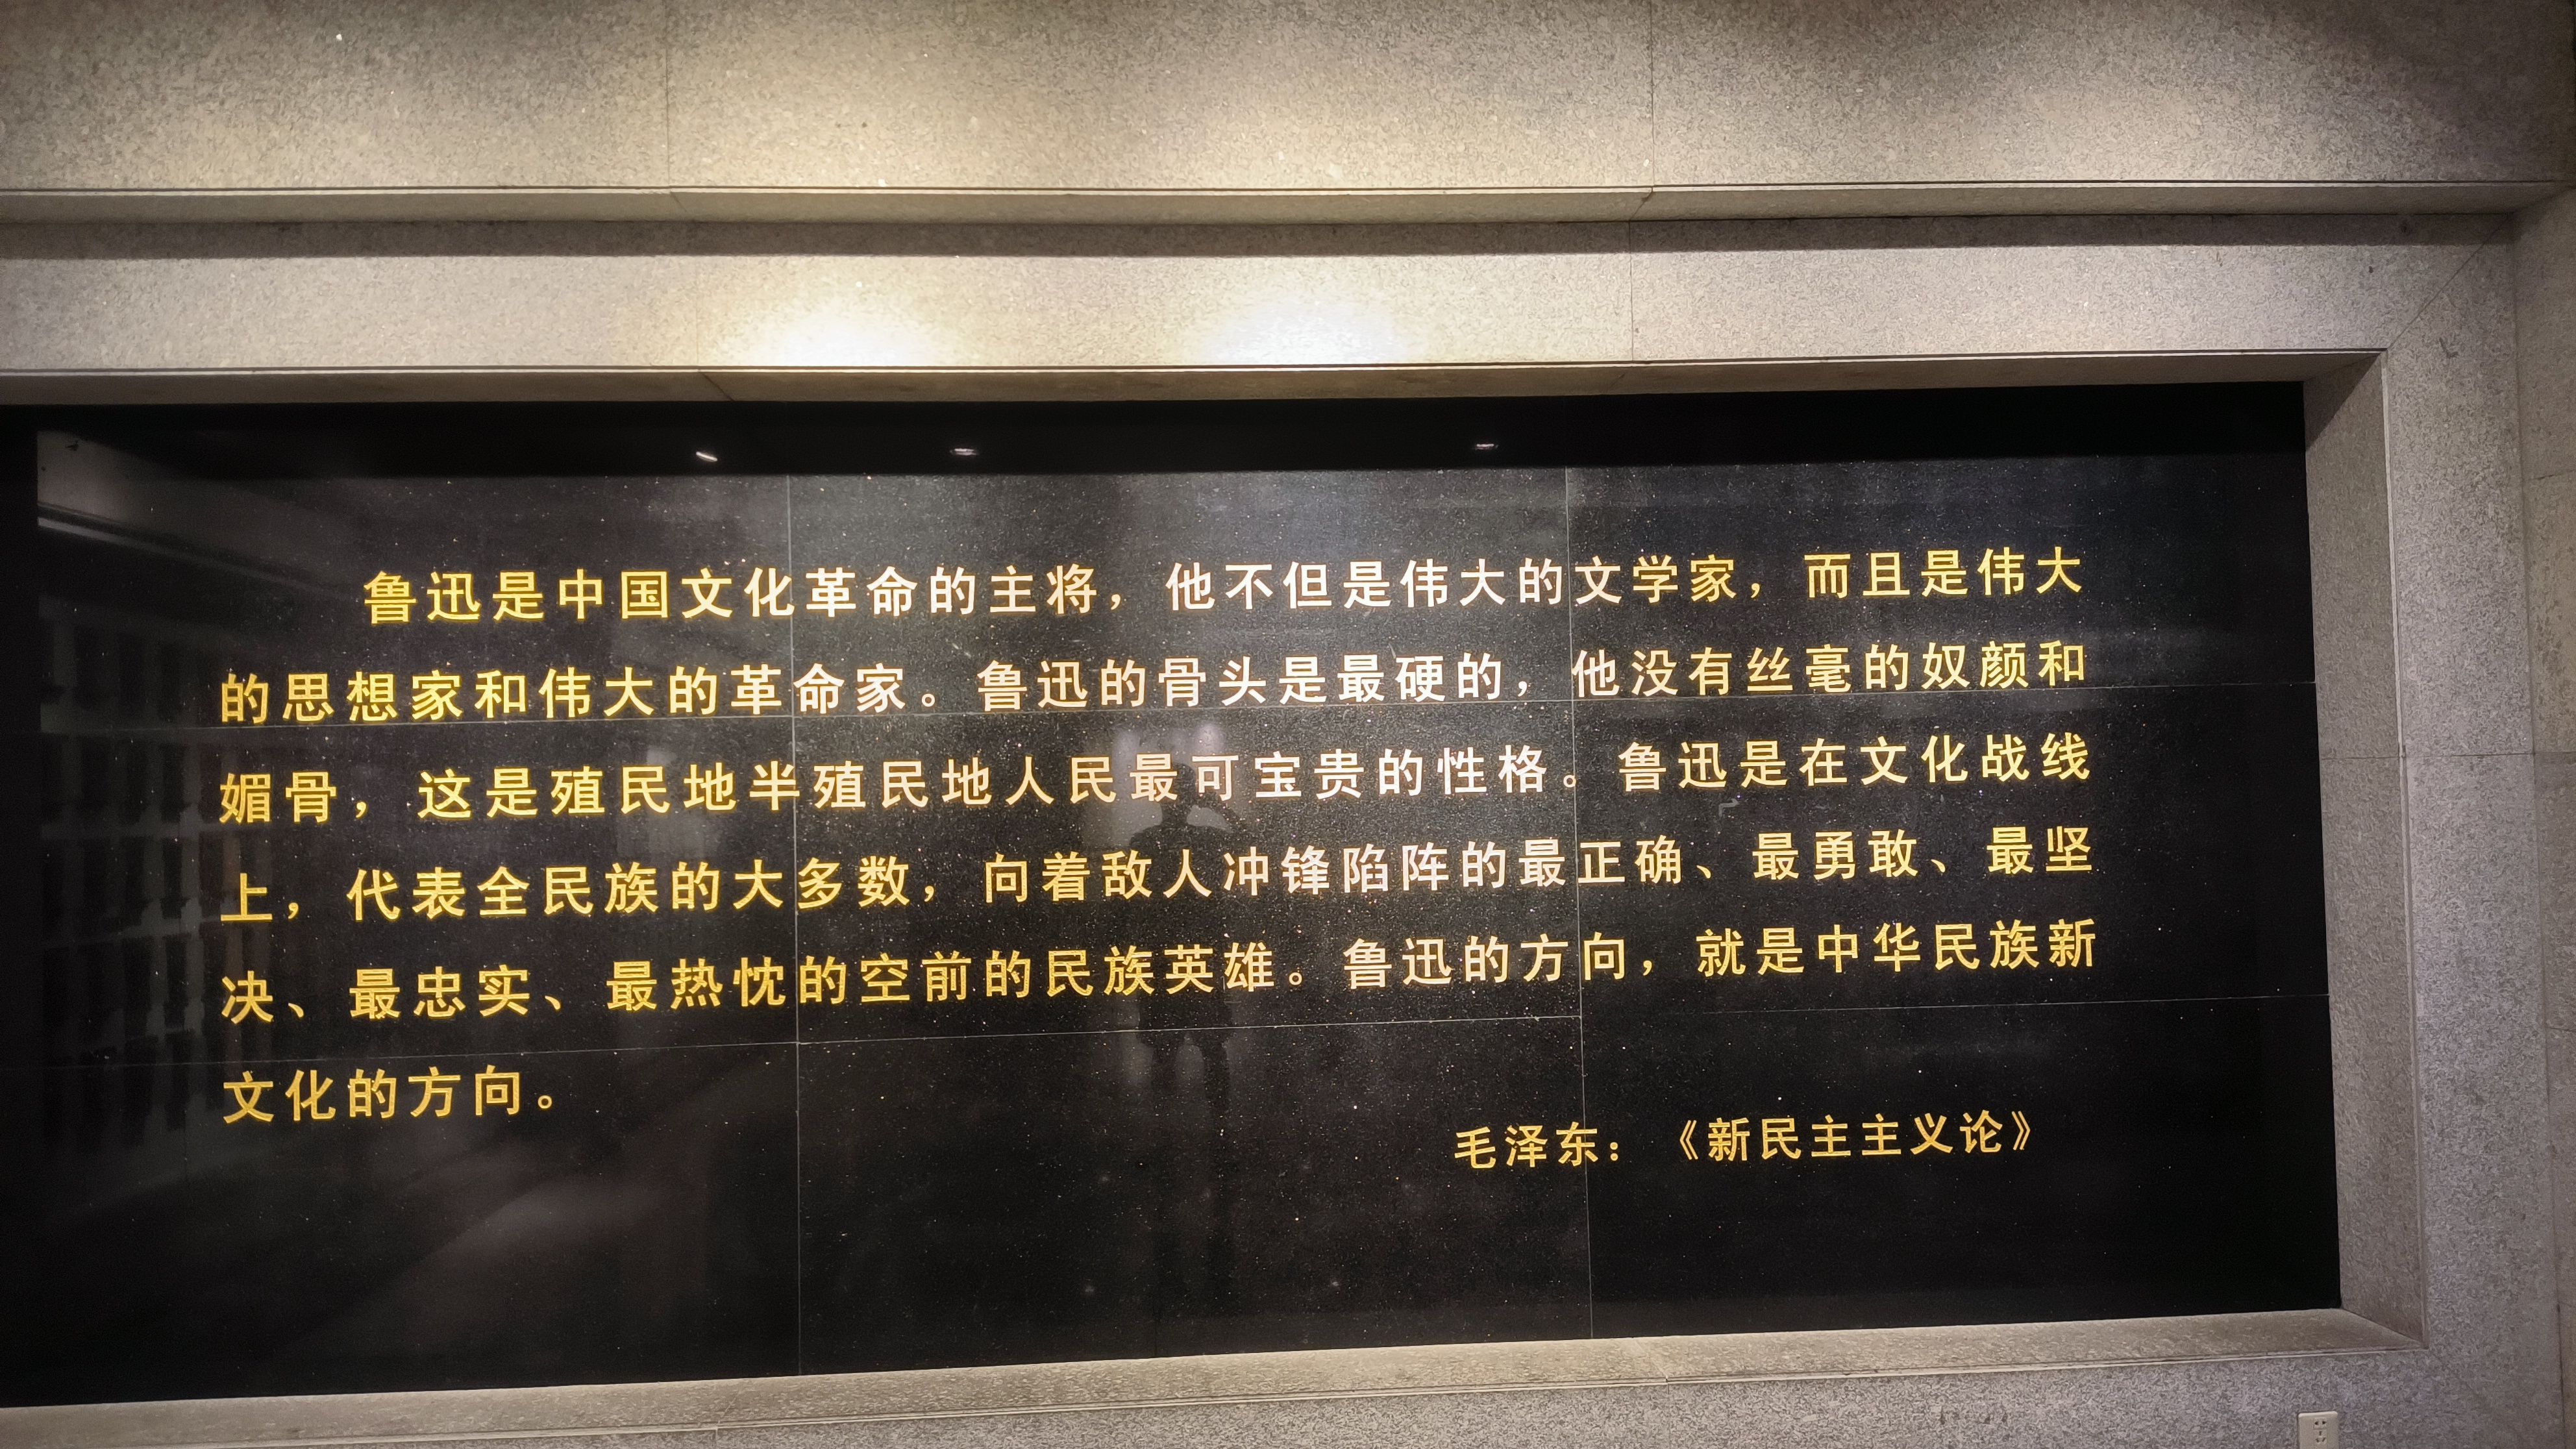 鲁迅是中国文化革命的主将，他不但是伟大的文学家，而且是伟大
的思想家和伟大的革命家。鲁迅的骨头是最硬的，他没有丝毫的奴颜和
媚骨，这是殖民地半殖民地人民最可宝贵的性格。鲁迅是在文化战线
上，代表全民族的大多数，向着敌人冲锋陷阵的最正确、最勇敢、最坚
决、最忠实、最热忱的空前的民族英雄。鲁迅的方向，就是中华民族新
文化的方向。
毛泽东：《新民主主义论》